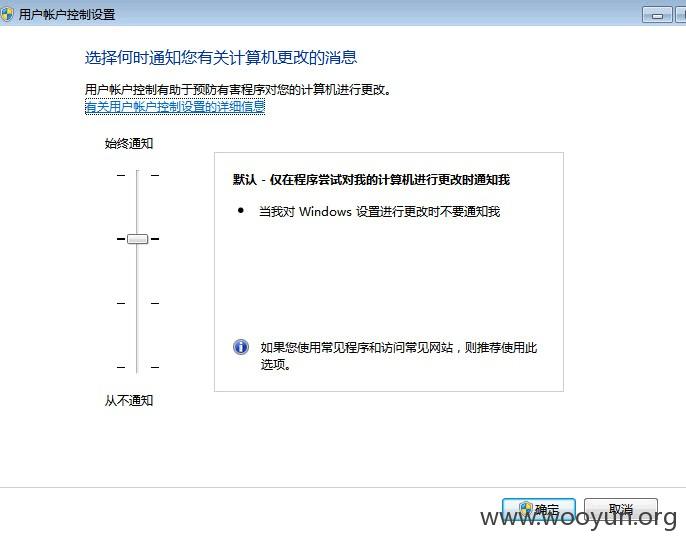 用户帐户控制设置
选择何时通知您有关计算机更改的消息
用户帐户控制有助于预防有害程序对您的计算机进行更改。
有关用户帐户控制设置的详细信息
始终通知
默认 - 仅在程序尝试对我的计算机进行更改时通知我
当我对 Windows 设置进行更改时不要通知我
如果您使用常见程序和访问常见网站，则推荐使用此
选项。
从不通知
确定
取消
www.wooyun.org